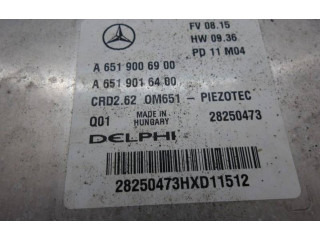 FV 08.15
HW 09.36
PD 11 M04
A 651 900 69 00
A 651 901 64 00
CRD2.62 OM651 - PIEZOTEC
Q01 MADE IN HUNGARY 28250473
DELPHI
28250473HXD11512